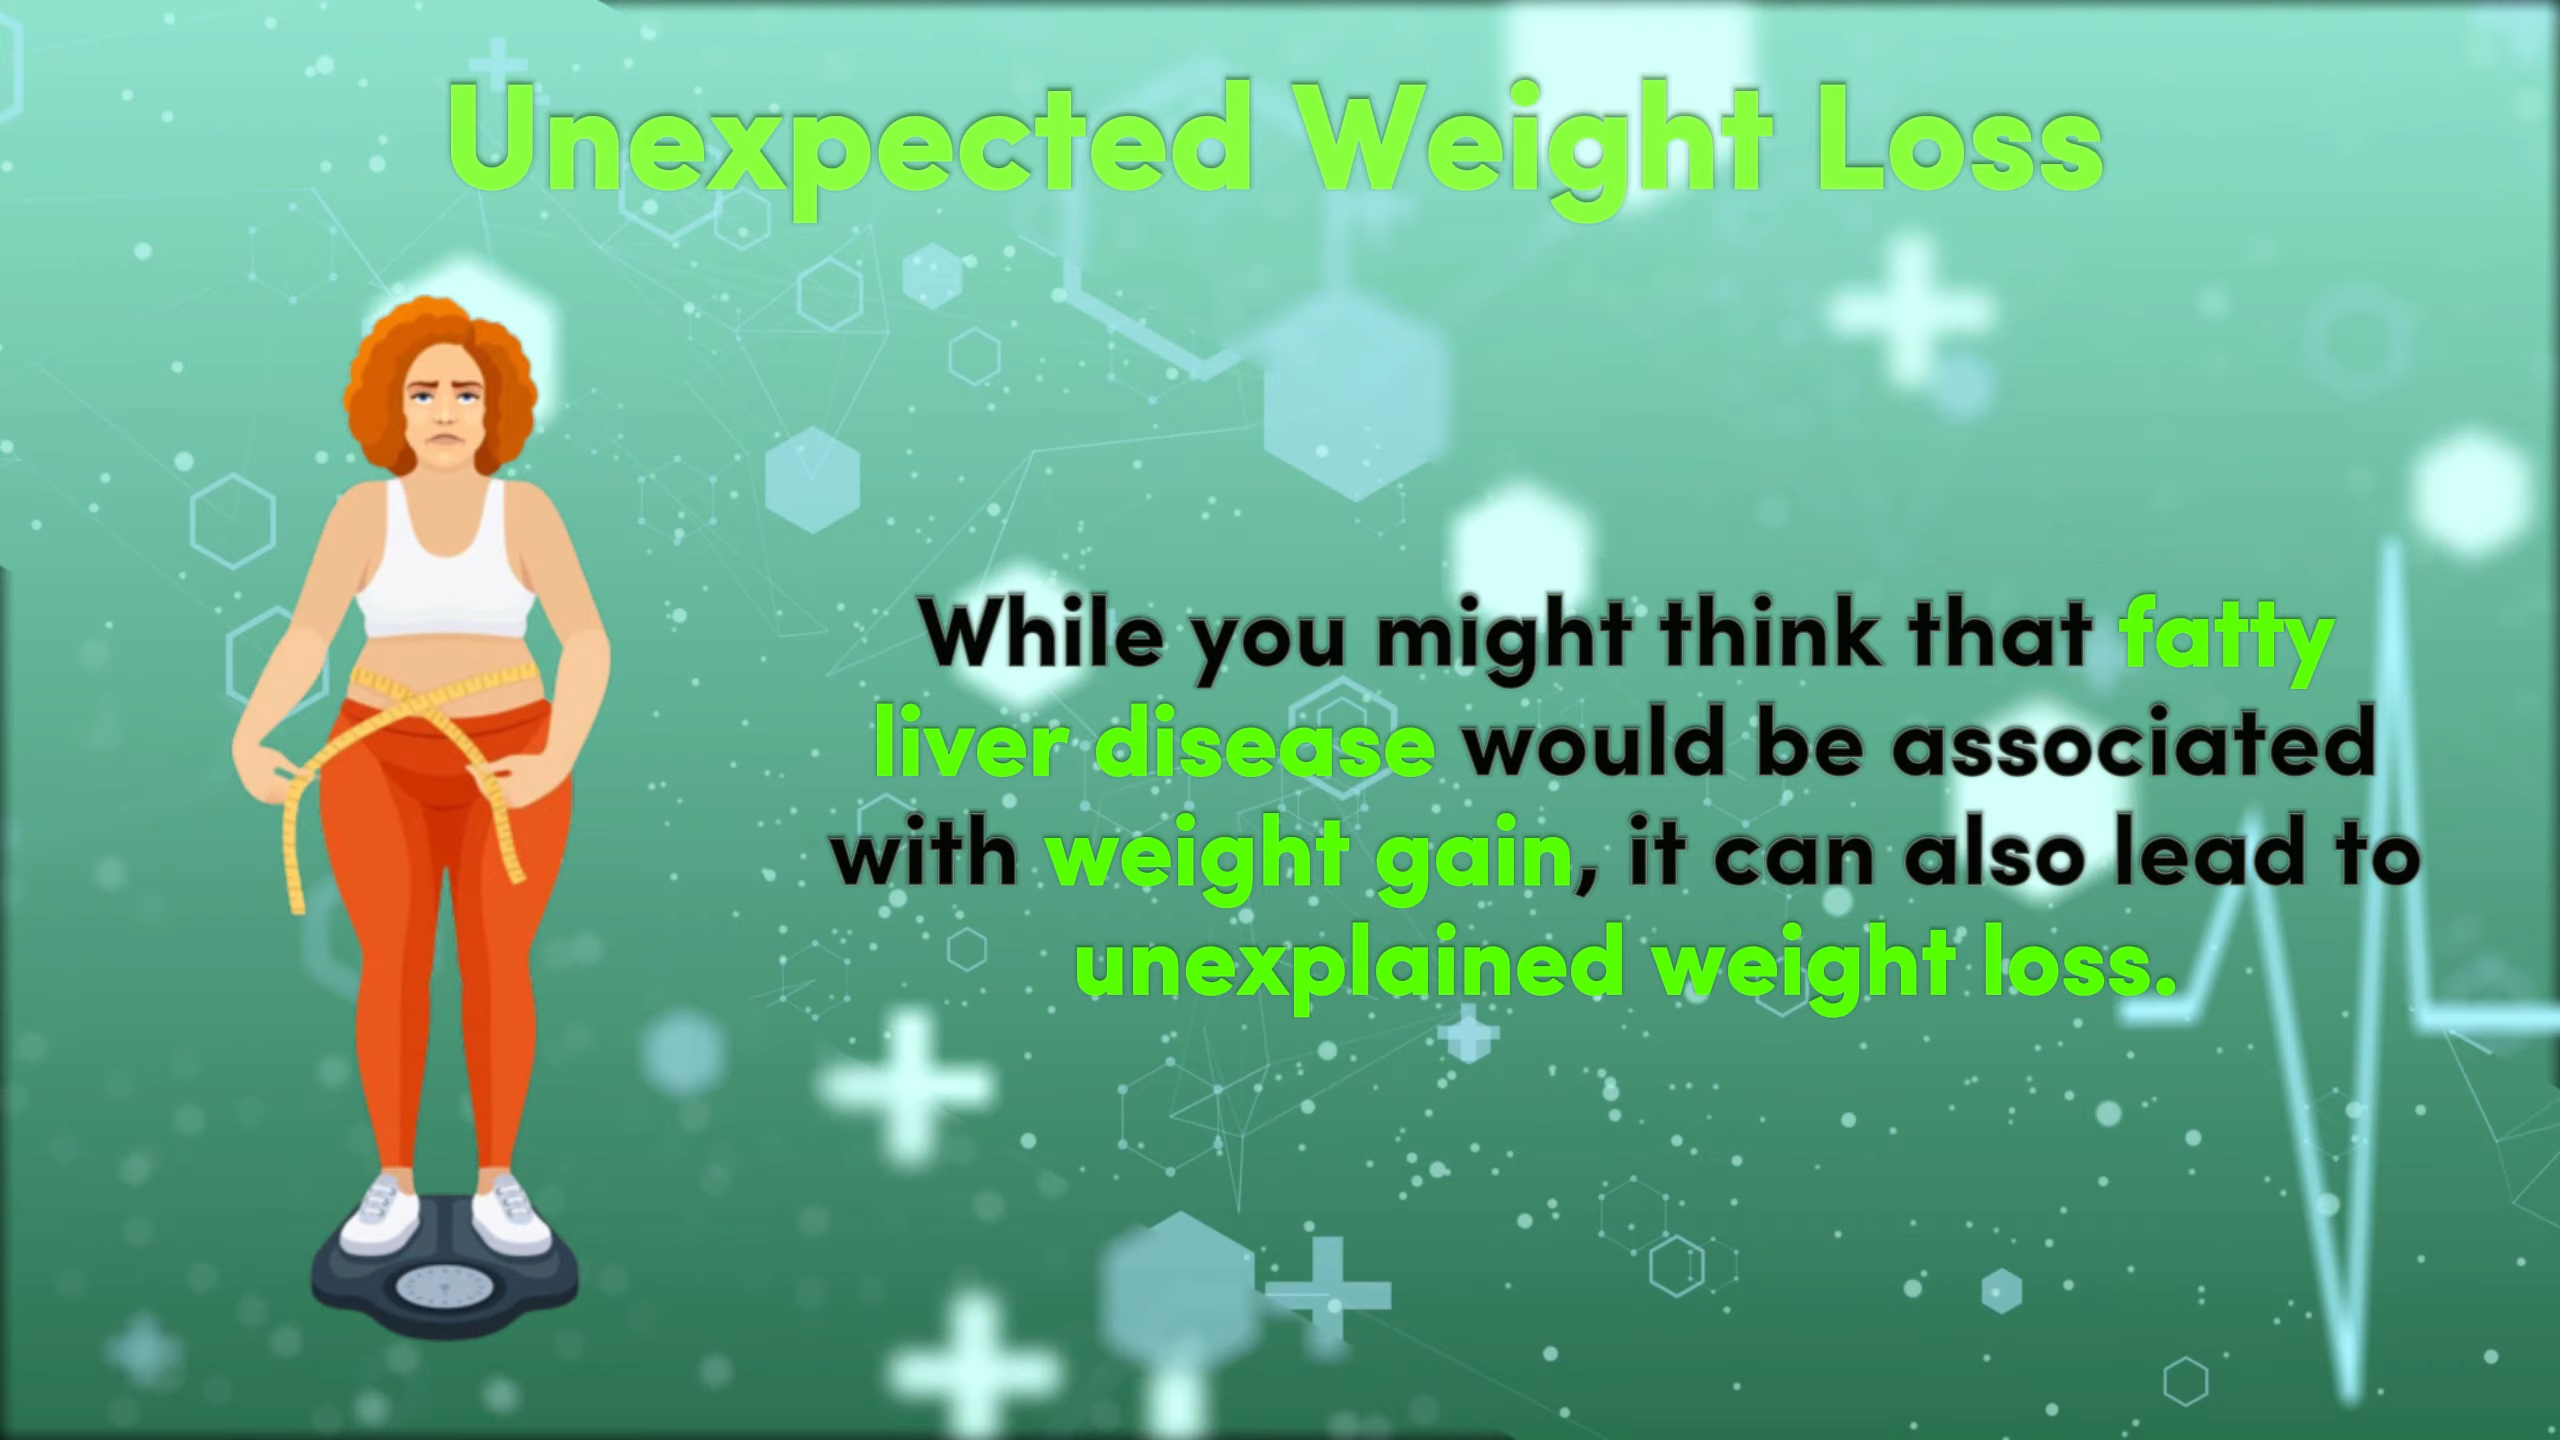 Unexpected Weight Loss
While you might think that fatty
liver disease would be associated
with weight gain, it can also lead to
unexplained weight loss.